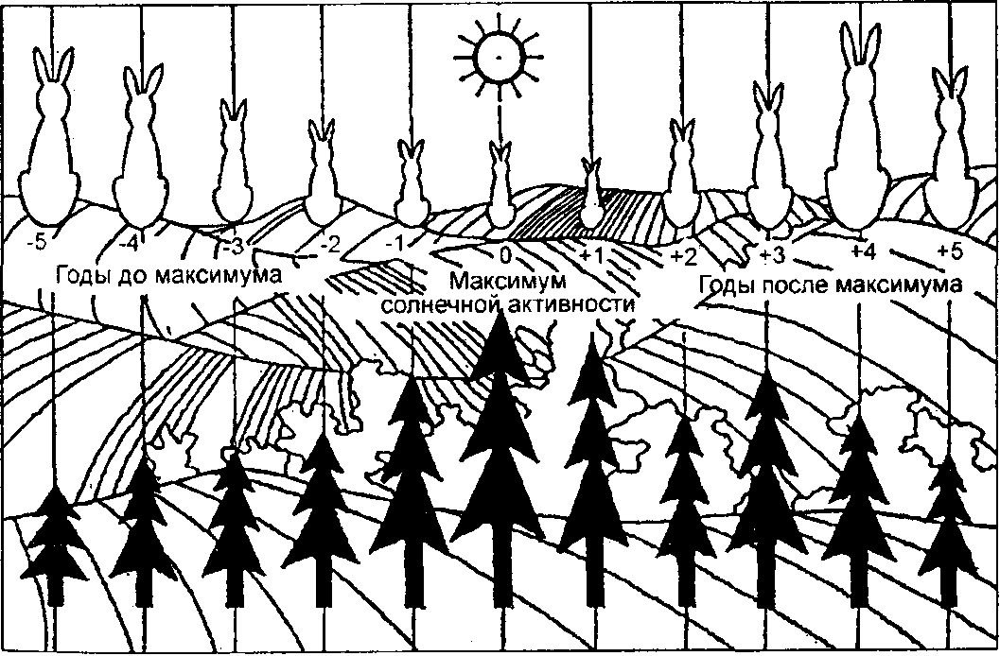 -5 -4 -3 -2 -1 0 +1 +2 +3 +4 +5
Годы до максимума
Максимум
солнечной активности
Годы после максимума